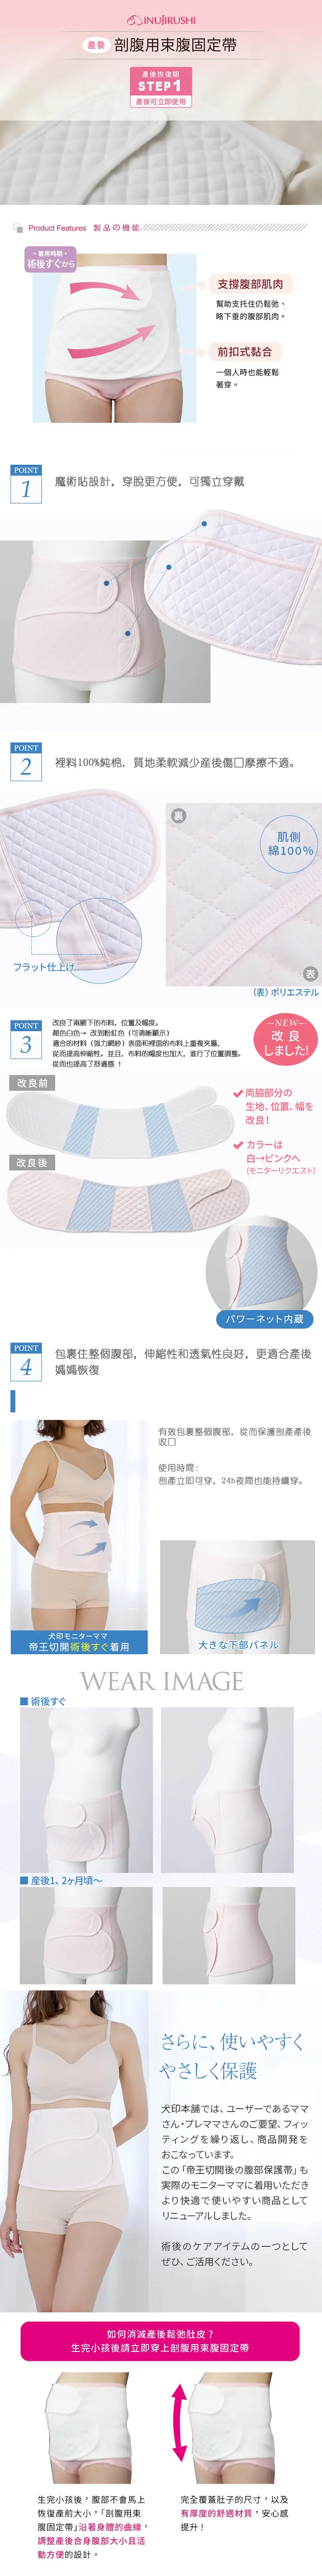 INUJIRUSHI
產後 剖腹用束腹固定帶
產後恢復期
STEP1
產後可立即使用
Product Features 製品の機能
・着用時期・
術後すぐから
支撐腹部肌肉
幫助支托住仍鬆弛、
略下垂的腹部肌肉。
前扣式黏合
一個人時也能輕鬆
著穿。
POINT
1
魔術貼設計，穿脫更方便，可獨立穿戴
POINT
2
裡料100%純棉，質地柔軟減少産後傷口摩擦不適。
裏
肌側
綿100%
フラット仕上げ
表
（表）ポリエステル
POINT
3
改良了兩腋下的布料，位置及幅度。
顏色白色→ 改到粉紅色（可清晰顯示）
適合的材料（強力網紗）表面和裡面的布料上重複夾層，
從而提高伸縮性。並且，布料的幅度也加大，進行了位置調整。
從而也提高了舒適感 ！
NEW
改良
しました!
改良前
両脇部分の
生地、位置、幅を
改良！
改良後
カラーは
白→ピンクへ
（モニターリクエスト）
パワーネット内蔵
POINT
4
包裹住整個腹部，伸縮性和透氣性良好，更適合產後
媽媽恢復
有效包裹整個腹部，從而保護剖產產後
收口
使用時間：
剖產立即可穿，24h夜間也能持續穿。
犬印モニターママ
帝王切開術後すぐ着用
大きな下部パネル
WEAR IMAGE
術後すぐ
産後1、2ヶ月頃〜
さらに、使いやすく
やさしく保護
犬印本舗では、ユーザーであるママ
さん・プレママさんのご要望、フィッ
ティングを繰り返し、商品開発を
おこなっています。
この「帝王切開後の腹部保護帯」も
実際のモニターママに着用いただき
より快適で使いやすい商品として
リニューアルしました。
術後のケアアイテムの一つとして
ぜひ、ご活用ください。
如何消滅產後鬆弛肚皮？
生完小孩後請立即穿上剖腹用束腹固定帶
生完小孩後，腹部不會馬上
恢復產前大小，「剖腹用束
腹固定帶」沿著身體的曲線，
調整產後合身腹部大小且活
動方便的設計。
完全覆蓋肚子的尺寸，以及
有厚度的舒適材質，安心感
提升！